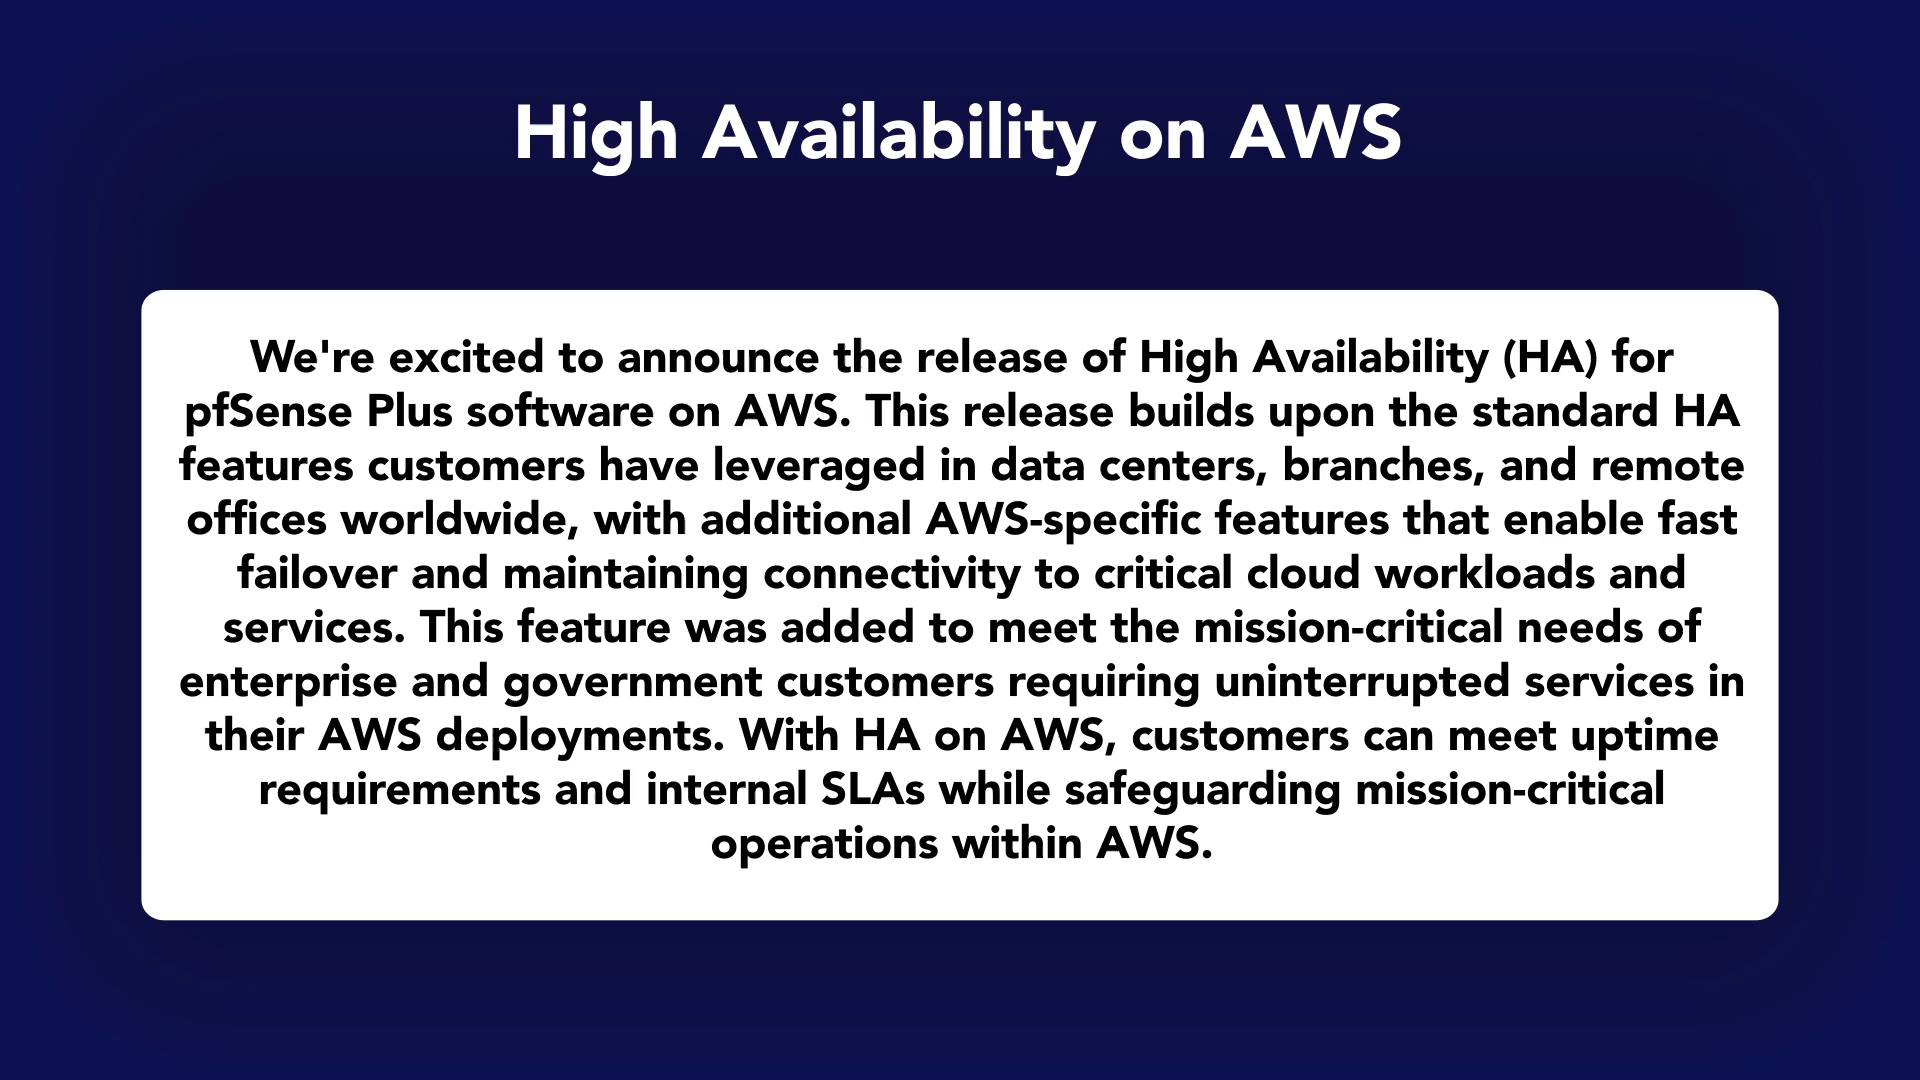 High Availability on AWS
We're excited to announce the release of High Availability (HA) for
pfSense Plus software on AWS. This release builds upon the standard HA
features customers have leveraged in data centers, branches, and remote
offices worldwide, with additional AWS-specific features that enable fast
failover and maintaining connectivity to critical cloud workloads and
services. This feature was added to meet the mission-critical needs of
enterprise and government customers requiring uninterrupted services in
their AWS deployments. With HA on AWS, customers can meet uptime
requirements and internal SLAs while safeguarding mission-critical
operations within AWS.